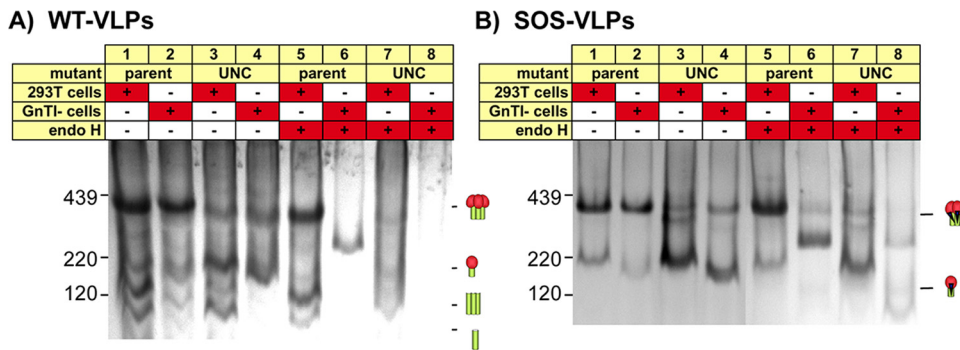 A) WT-VLPs
1 2 3 4 5 6 7 8
mutant parent UNC parent UNC
293T cells + - + - + - + -
GnTI- cells - + - + - + - +
endo H - - - - + + + +
439
220
120
B) SOS-VLPs
1 2 3 4 5 6 7 8
mutant parent UNC parent UNC
293T cells + - + - + - + -
GnTI- cells - + - + - + - +
endo H - - - - + + + +
439
220
120